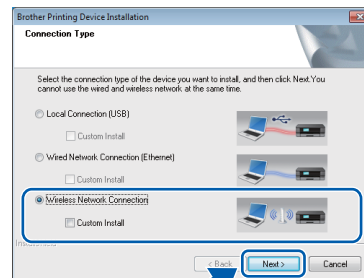 Brother Printing Device Installation
Connection Type
Select the connection type of the device you want to install, and then click Next.You
cannot use the wired and wireless network at the same time.
Local Connection (USB)
Custom Install
Wired Network Connection (Ethernet)
Custom Install
Wireless Network Connection
Custom Install
< Back
Next >
Cancel